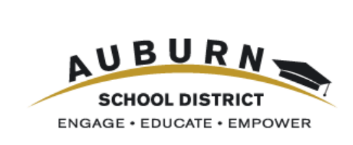 AUBURN
SCHOOL DISTRICT
ENGAGE • EDUCATE • EMPOWER